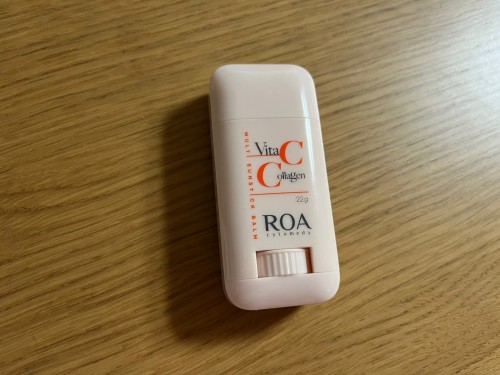 Vita C
Collagen
MULTI SUNSTICK BALM
22g
ROA